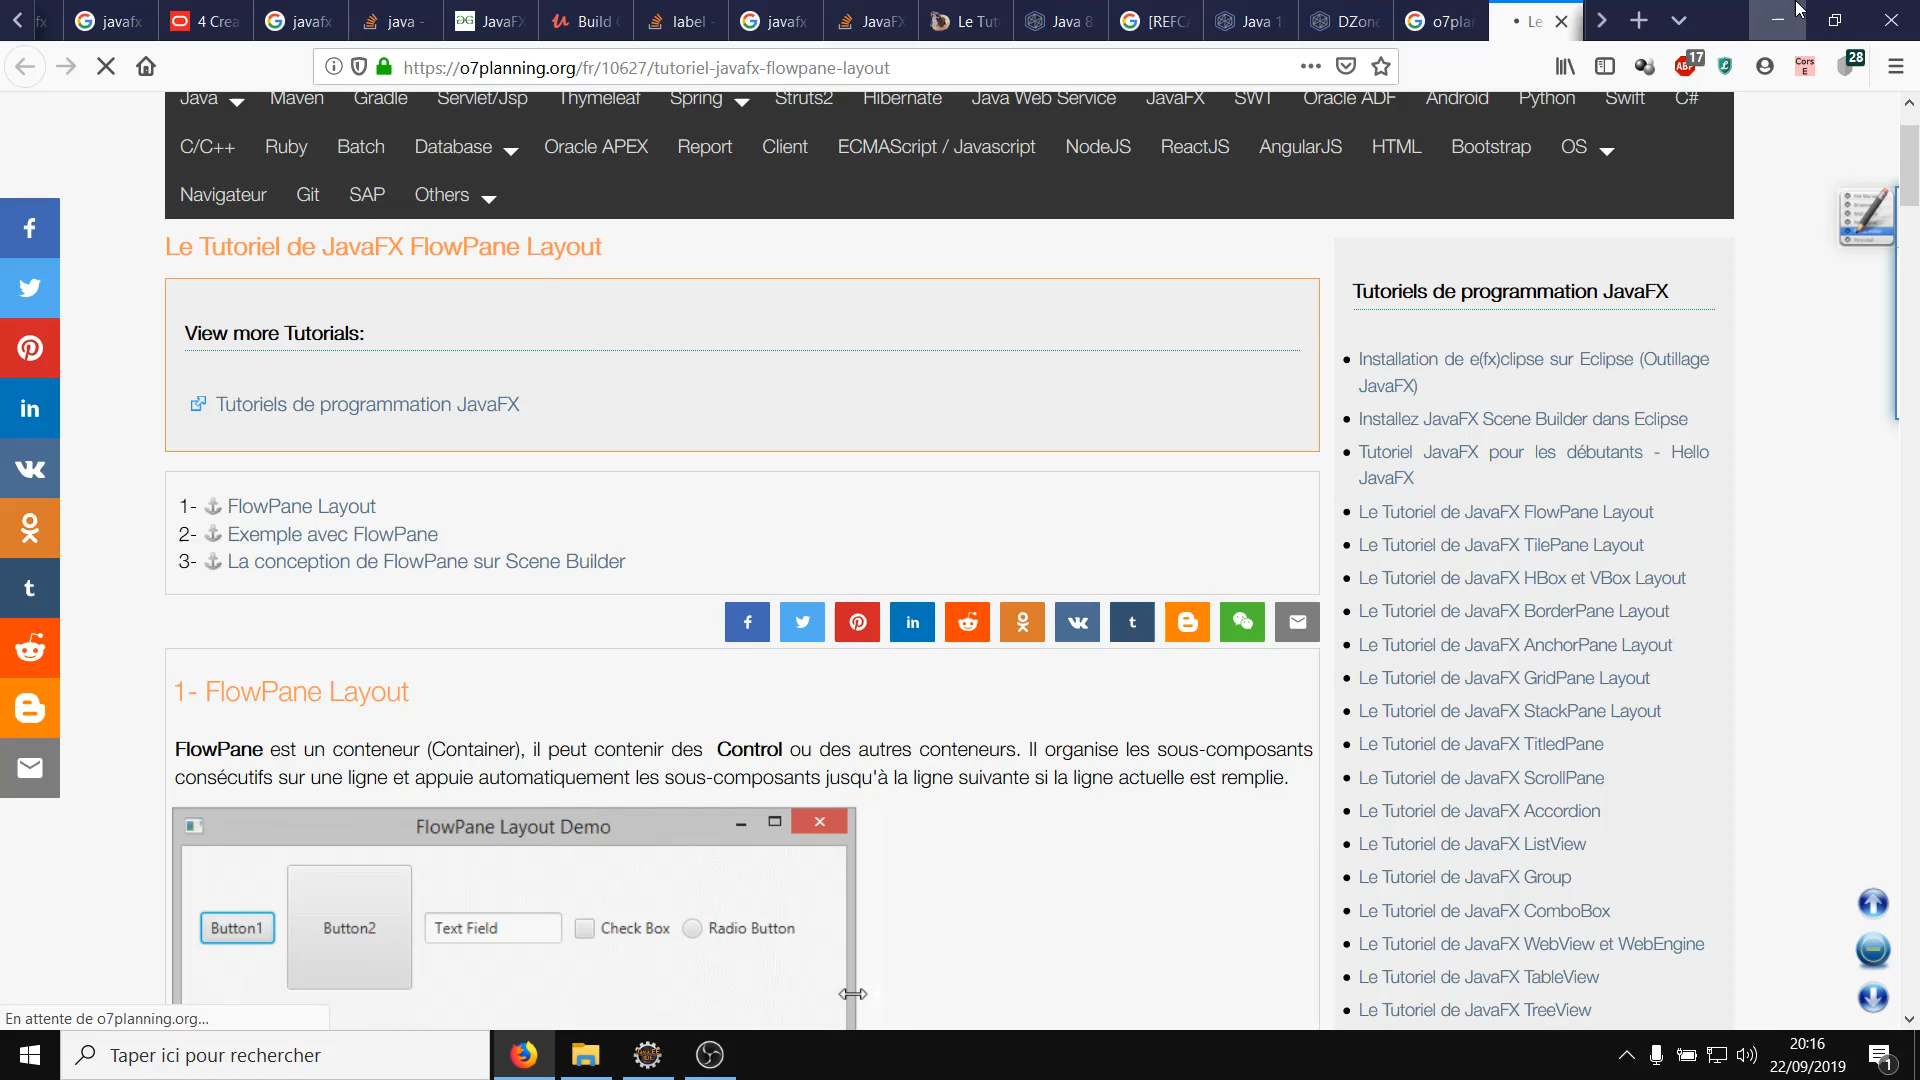 javafx
4 Crea
javafx
java -
JavaFX
Build
label -
javafx
JavaFX
Le Tut
Java 8
[REFCA
Java 1
DZone
o7plan
Le
https://o7planning.org/fr/10627/tutoriel-javafx-flowpane-layout
ABP
17
Cors
E
28
Java
Maven
Gradle
Servlet/Jsp
Thymeleaf
Spring
Struts2
Hibernate
Java Web Service
JavaFX
SWT
Oracle ADF
Android
Python
Swift
C#
C/C++
Ruby
Batch
Database
Oracle APEX
Report
Client
ECMAScript / Javascript
NodeJS
ReactJS
AngularJS
HTML
Bootstrap
OS
Navigateur
Git
SAP
Others
Le Tutoriel de JavaFX FlowPane Layout
View more Tutorials:
Tutoriels de programmation JavaFX
1- FlowPane Layout
2- Exemple avec FlowPane
3- La conception de FlowPane sur Scene Builder
1- FlowPane Layout
FlowPane est un conteneur (Container), il peut contenir des Control ou des autres conteneurs. Il organise les sous-composants
consécutifs sur une ligne et appuie automatiquement les sous-composants jusqu'à la ligne suivante si la ligne actuelle est remplie.
FlowPane Layout Demo
Button1
Button2
Text Field
Check Box
Radio Button
Tutoriels de programmation JavaFX
Installation de e(fx)clipse sur Eclipse (Outillage
JavaFX)
Installez JavaFX Scene Builder dans Eclipse
Tutoriel JavaFX pour les débutants - Hello
JavaFX
Le Tutoriel de JavaFX FlowPane Layout
Le Tutoriel de JavaFX TilePane Layout
Le Tutoriel de JavaFX HBox et VBox Layout
Le Tutoriel de JavaFX BorderPane Layout
Le Tutoriel de JavaFX AnchorPane Layout
Le Tutoriel de JavaFX GridPane Layout
Le Tutoriel de JavaFX StackPane Layout
Le Tutoriel de JavaFX TitledPane
Le Tutoriel de JavaFX ScrollPane
Le Tutoriel de JavaFX Accordion
Le Tutoriel de JavaFX ListView
Le Tutoriel de JavaFX Group
Le Tutoriel de JavaFX ComboBox
Le Tutoriel de JavaFX WebView et WebEngine
Le Tutoriel de JavaFX TableView
Le Tutoriel de JavaFX TreeView
En attente de o7planning.org...
Taper ici pour rechercher
20:16
22/09/2019
1